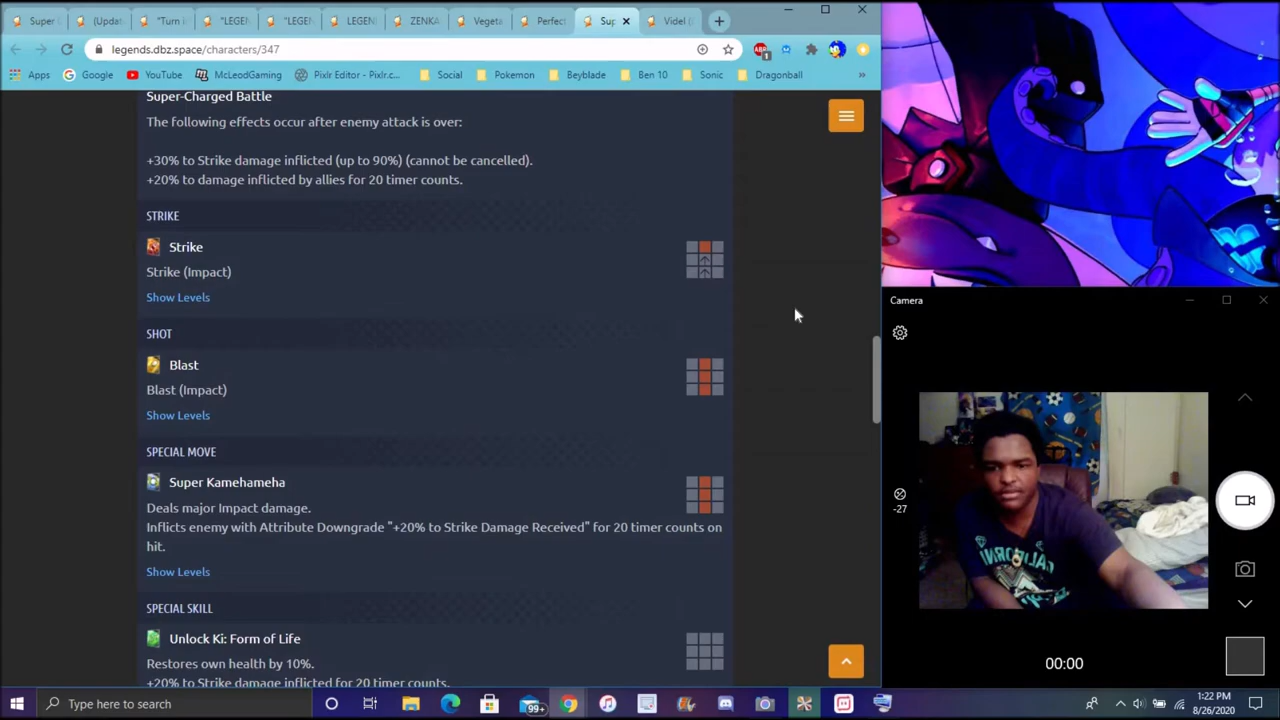 Super (
(Updat
"Turn i
"LEGEN
"LEGEN
LEGEN
ZENKA
Vegeta
Perfect
Sup
Videl (
legends.dbz.space/characters/347
Apps
Google
YouTube
McLeodGaming
Pixlr Editor - Pixlr.c...
Social
Pokemon
Beyblade
Ben 10
Sonic
Dragonball
Super-Charged Battle
The following effects occur after enemy attack is over:
+30% to Strike damage inflicted (up to 90%) (cannot be cancelled).
+20% to damage inflicted by allies for 20 timer counts.
STRIKE
Strike
Strike (Impact)
Show Levels
SHOT
Blast
Blast (Impact)
Show Levels
SPECIAL MOVE
Super Kamehameha
Deals major Impact damage.
Inflicts enemy with Attribute Downgrade "+20% to Strike Damage Received" for 20 timer counts on
hit.
Show Levels
SPECIAL SKILL
Unlock Ki: Form of Life
Restores own health by 10%.
+20% to Strike damage inflicted for 20 timer counts.
Camera
-27
00:00
Type here to search
99+
1:22 PM
8/26/2020